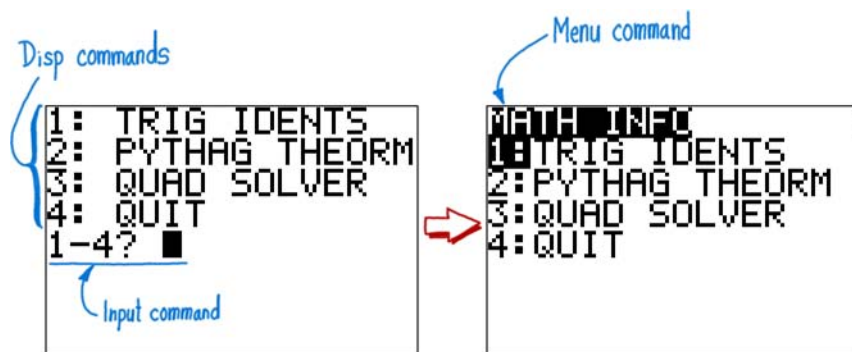 Disp commands
1: TRIG IDENTS
2: PYTHAG THEORM
3: QUAD SOLVER
4: QUIT
1-4?
Input command
Menu command
MATH INFO
1:TRIG IDENTS
2:PYTHAG THEORM
3:QUAD SOLVER
4:QUIT